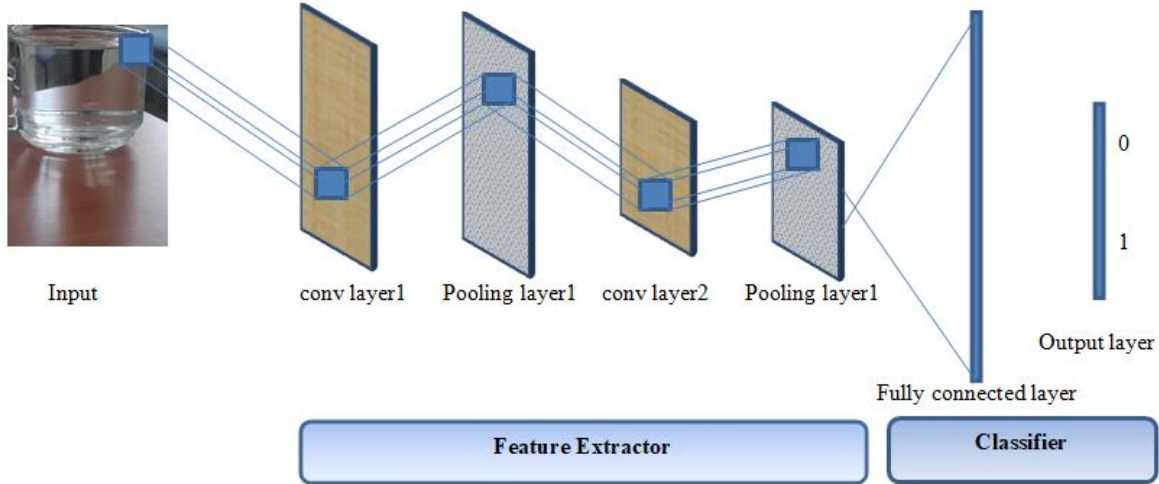 0
1
Input
conv layer1
Pooling layer1
conv layer2
Pooling layer1
Output layer
Fully connected layer
Feature Extractor
Classifier